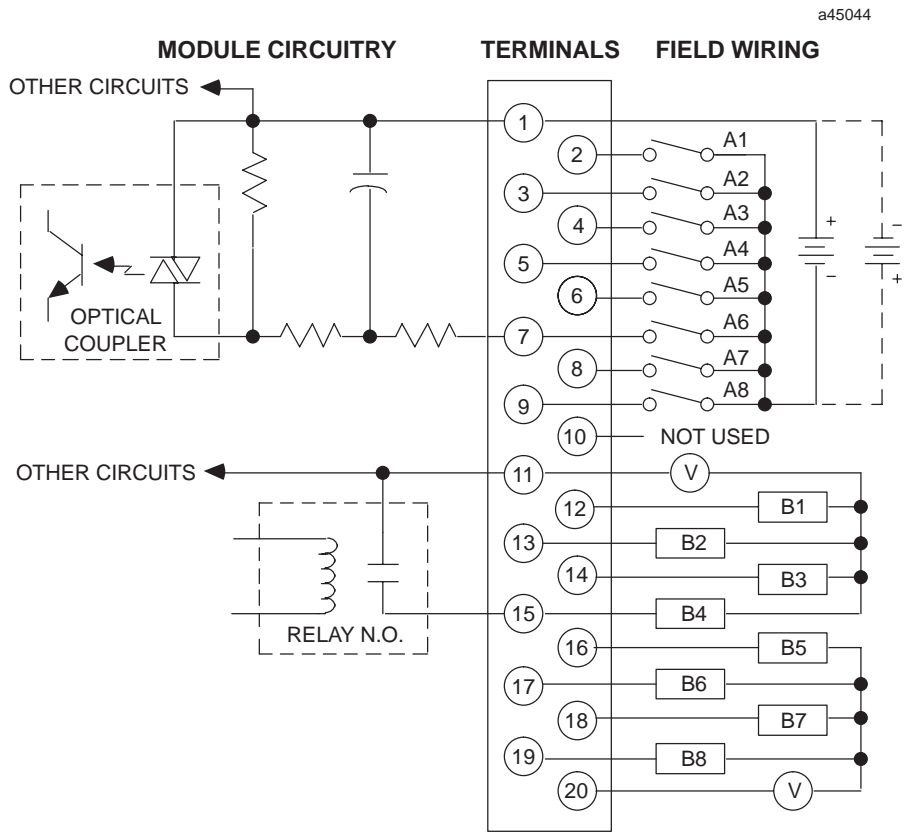 a45044
MODULE CIRCUITRY TERMINALS FIELD WIRING
OTHER CIRCUITS
1
2 A1
3 A2
4 A3
5 A4
6 A5
7 A6
8 A7
9 A8
+
−
−
+
OPTICAL
COUPLER
10 NOT USED
OTHER CIRCUITS 11 V
12 B1
13 B2
14 B3
15 B4
RELAY N.O.
16 B5
17 B6
18 B7
19 B8
20 V